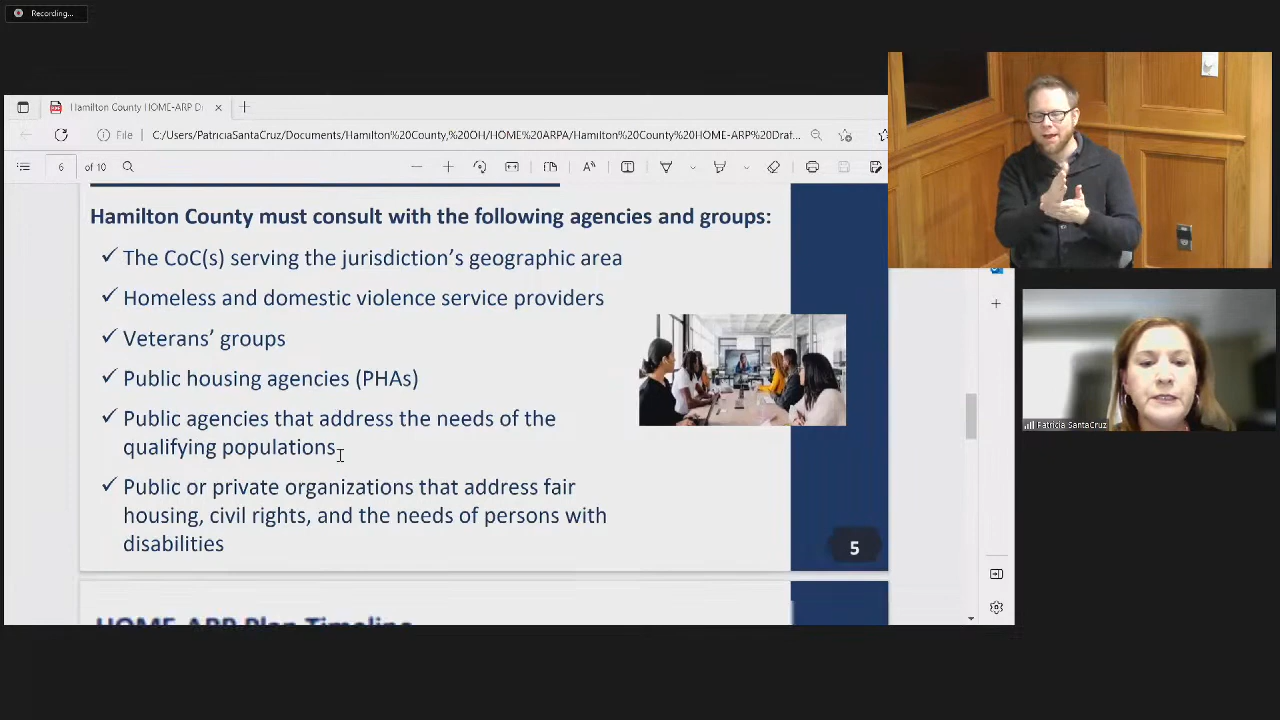 Recording...
Hamilton County HOME-ARP D
File
C:/Users/PatriciaSantaCruz/Documents/Hamilton%20County,%20OH/HOME%20ARPA/Hamilton%20County%20HOME-ARP%20Draf...
6 of 10
Hamilton County must consult with the following agencies and groups:
The CoC(s) serving the jurisdiction's geographic area
Homeless and domestic violence service providers
Veterans' groups
Public housing agencies (PHAs)
Public agencies that address the needs of the
qualifying populations
Public or private organizations that address fair
housing, civil rights, and the needs of persons with
disabilities
5
HOME-ARP Plan Timeline
Patricia SantaCruz